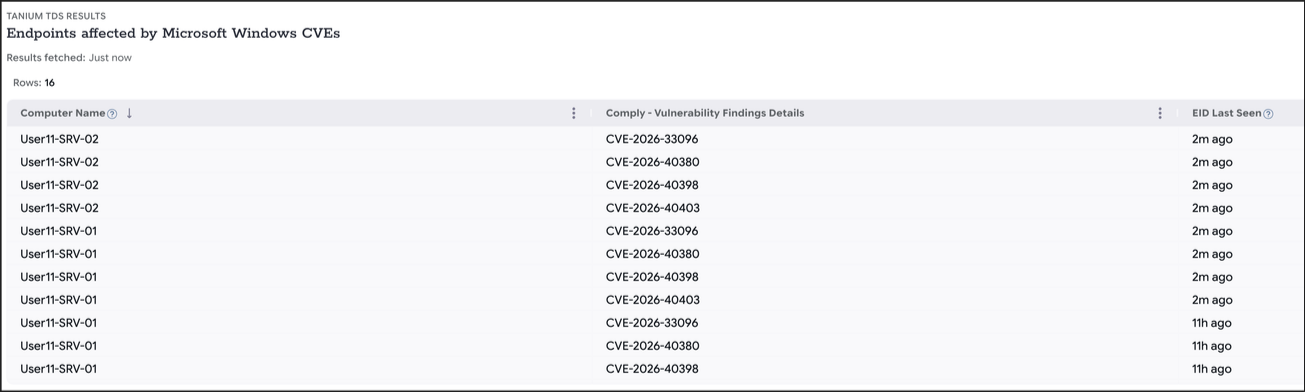 TANIUM TDS RESULTS
Endpoints affected by Microsoft Windows CVEs
Results fetched: Just now
Rows: 16
Computer Name Comply - Vulnerability Findings Details EID Last Seen
User11-SRV-02 CVE-2026-33096 2m ago
User11-SRV-02 CVE-2026-40380 2m ago
User11-SRV-02 CVE-2026-40398 2m ago
User11-SRV-02 CVE-2026-40403 2m ago
User11-SRV-01 CVE-2026-33096 2m ago
User11-SRV-01 CVE-2026-40380 2m ago
User11-SRV-01 CVE-2026-40398 2m ago
User11-SRV-01 CVE-2026-40403 2m ago
User11-SRV-01 CVE-2026-33096 11h ago
User11-SRV-01 CVE-2026-40380 11h ago
User11-SRV-01 CVE-2026-40398 11h ago